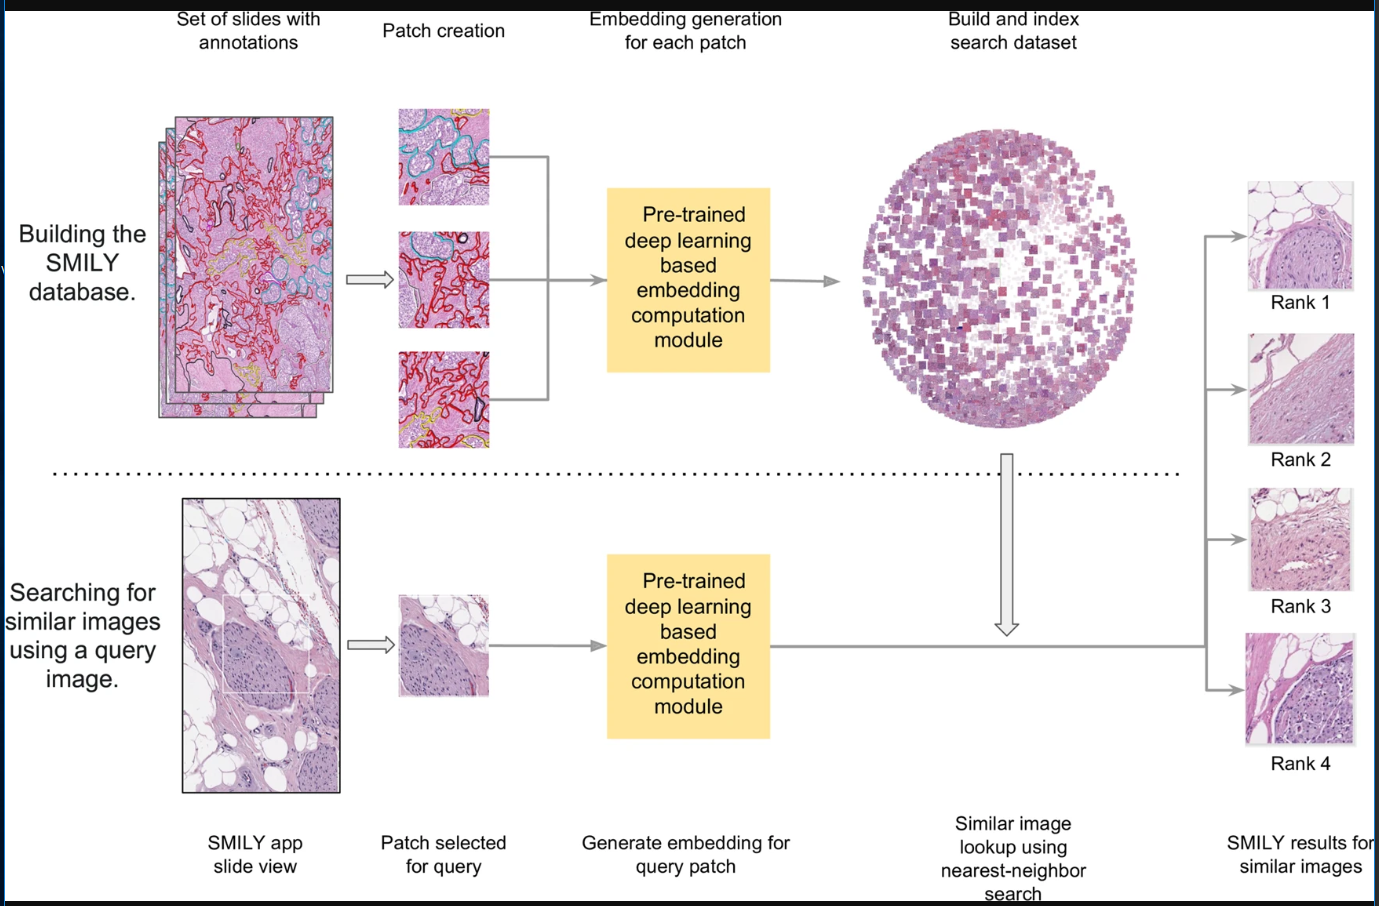 Set of slides with
annotations
Patch creation
Embedding generation
for each patch
Build and index
search dataset
Building the
SMILY
database.
Pre-trained
deep learning
based
embedding
computation
module
Rank 1
Rank 2
Rank 3
Rank 4
Searching for
similar images
using a query
image.
Pre-trained
deep learning
based
embedding
computation
module
SMILY app
slide view
Patch selected
for query
Generate embedding for
query patch
Similar image
lookup using
nearest-neighbor
search
SMILY results for
similar images